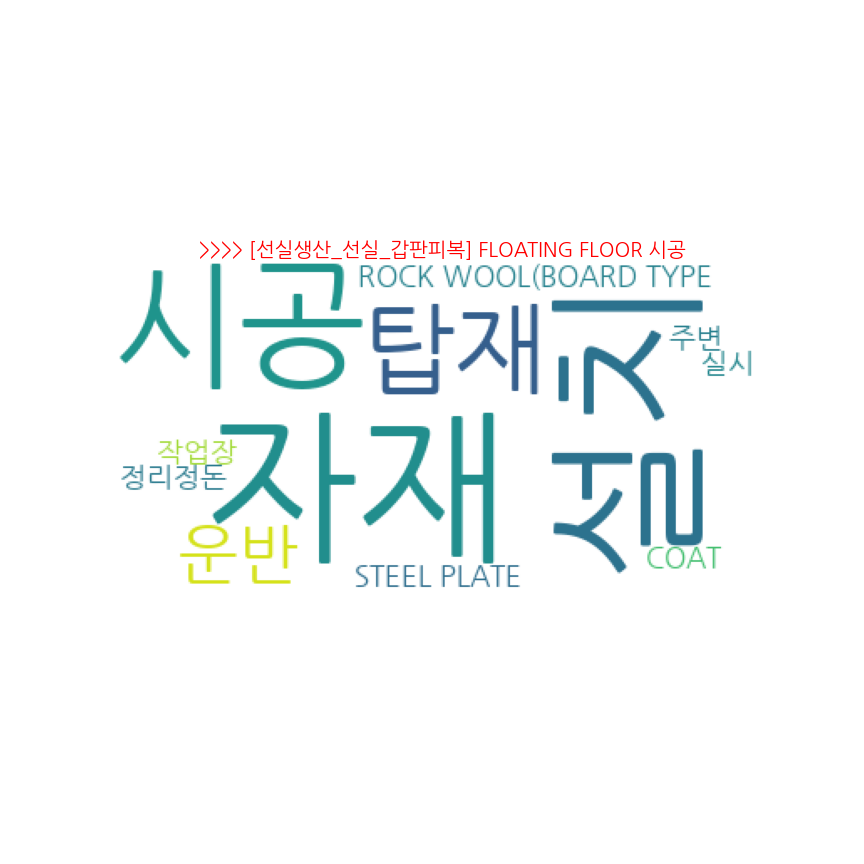 >>>> [선실생산_선실_갑판피복] FLOATING FLOOR 시공
시공
ROCK WOOL(BOARD TYPE
탑재
설치
주변
실시
자재
작업장
정리정돈
운반
STEEL PLATE
COAT